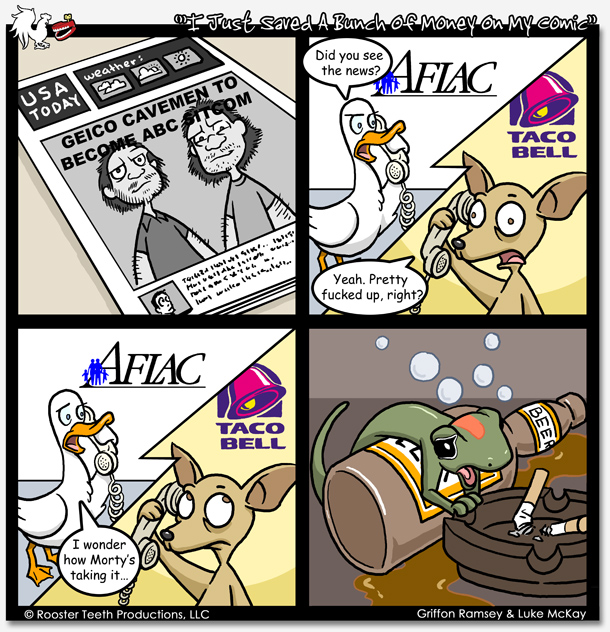 "I Just Saved A Bunch of Money On My comic"
USA
TODAY
weather:
GEICO CAVEMEN TO
BECOME ABC SITCOM
Did you see
the news?
AFLAC
TACO
BELL
Yeah. Pretty
fucked up, right?
AFLAC
TACO
BELL
I wonder
how Morty's
taking it...
BEER
© Rooster Teeth Productions, LLC
Griffon Ramsey & Luke McKay